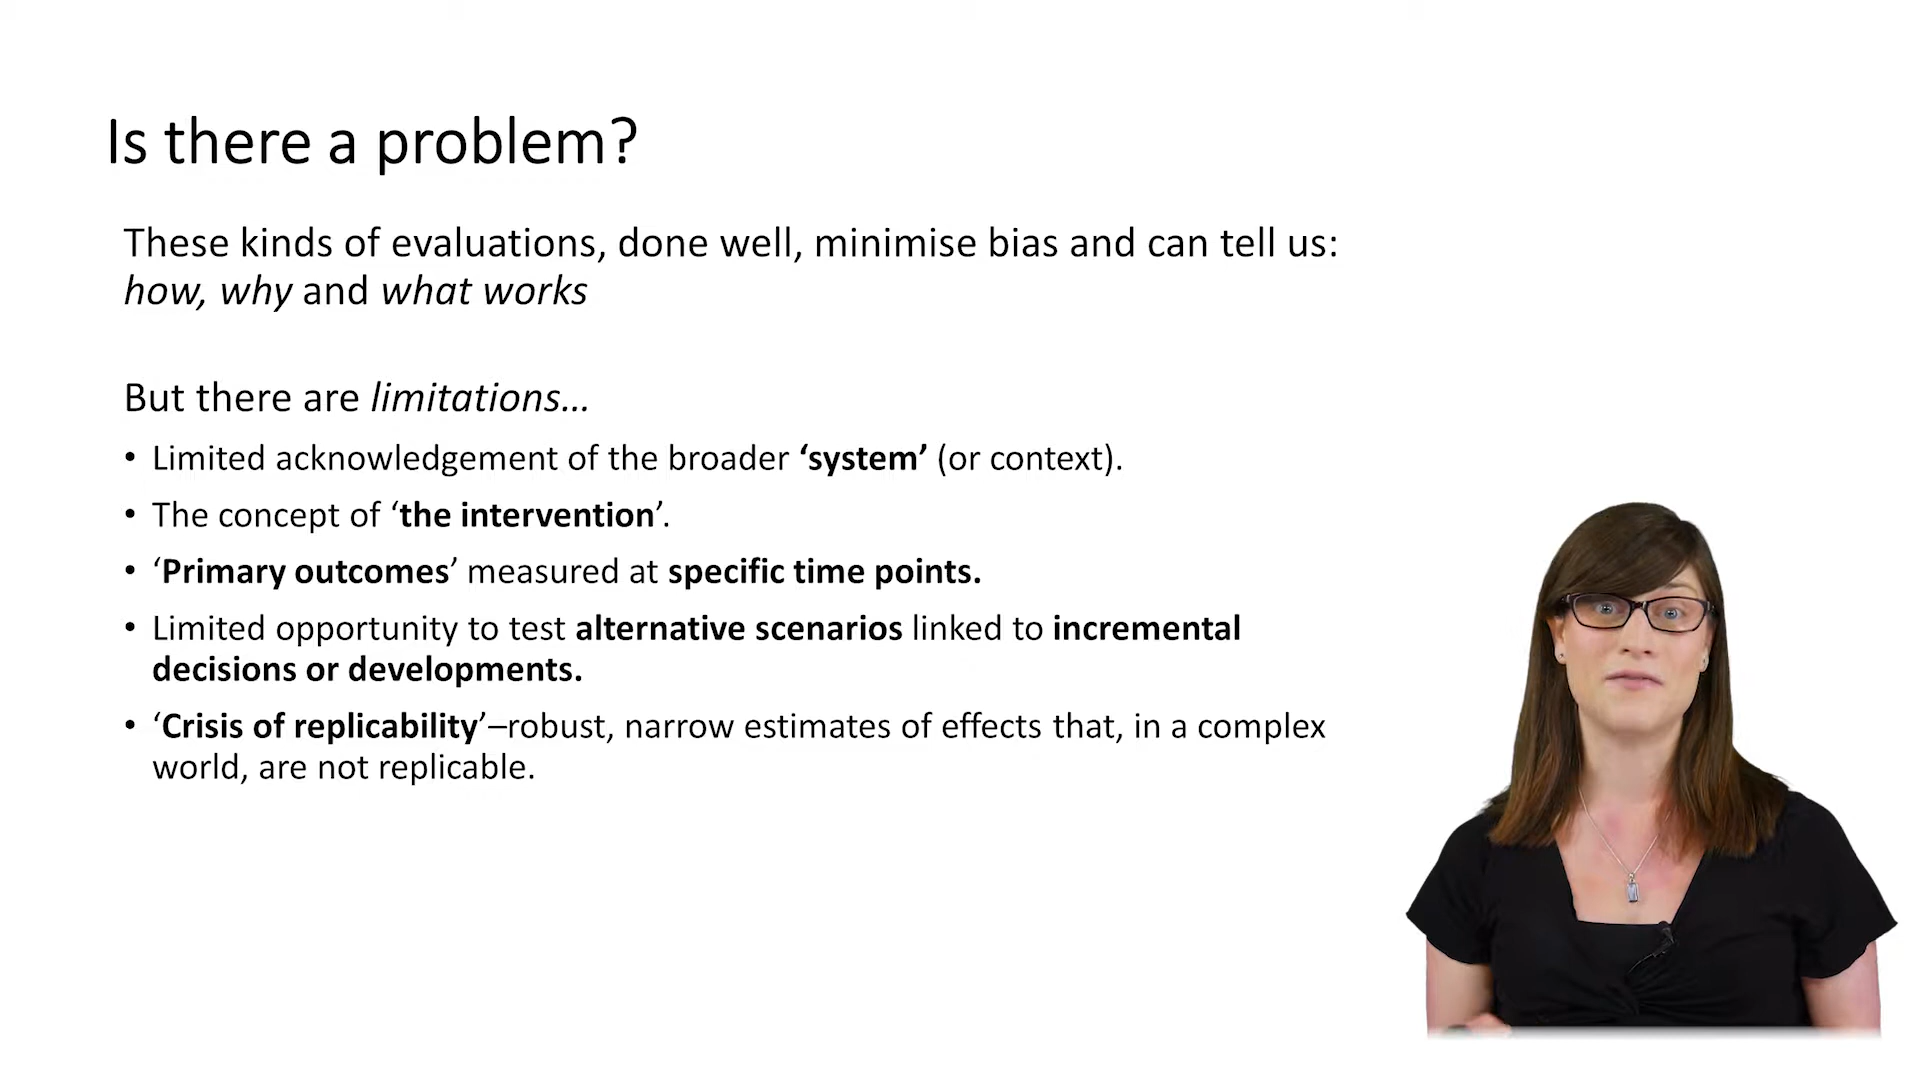 Is there a problem?
These kinds of evaluations, done well, minimise bias and can tell us:
how, why and what works
But there are limitations…
• Limited acknowledgement of the broader ‘system’ (or context).
• The concept of ‘the intervention’.
• ‘Primary outcomes’ measured at specific time points.
• Limited opportunity to test alternative scenarios linked to incremental
decisions or developments.
• ‘Crisis of replicability’–robust, narrow estimates of effects that, in a complex
world, are not replicable.